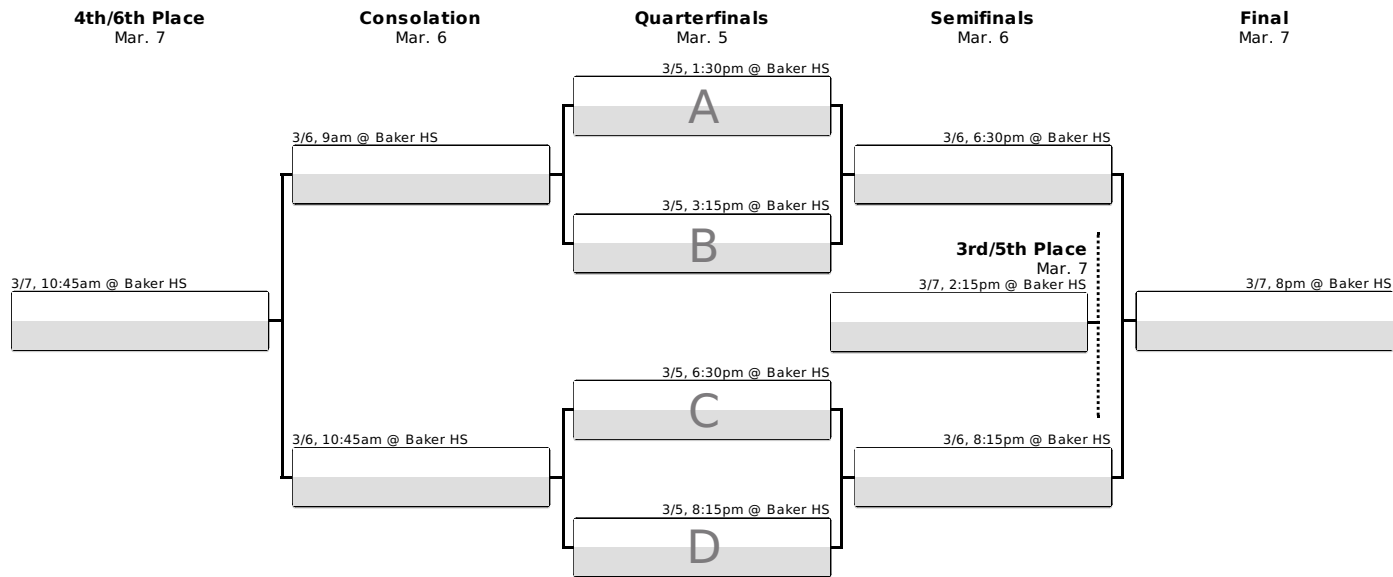 4th/6th Place
Mar. 7
Consolation
Mar. 6
Quarterfinals
Mar. 5
Semifinals
Mar. 6
Final
Mar. 7
3/5, 1:30pm @ Baker HS
A
3/6, 9am @ Baker HS
3/6, 6:30pm @ Baker HS
3/5, 3:15pm @ Baker HS
B
3rd/5th Place
Mar. 7
3/7, 10:45am @ Baker HS
3/7, 2:15pm @ Baker HS
3/7, 8pm @ Baker HS
3/5, 6:30pm @ Baker HS
C
3/6, 10:45am @ Baker HS
3/6, 8:15pm @ Baker HS
3/5, 8:15pm @ Baker HS
D